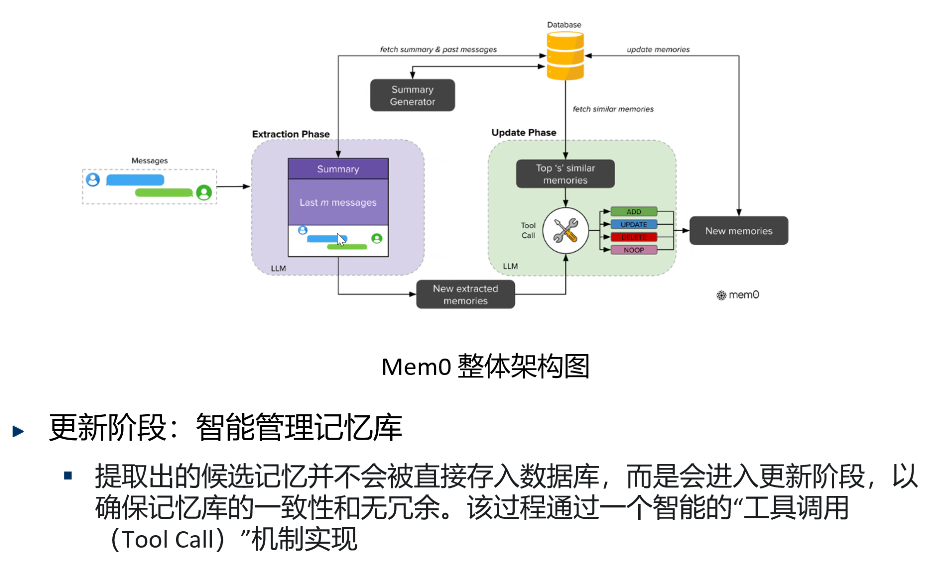 Database
fetch summary & past messages
update memories
Summary
Generator
fetch similar memories
Extraction Phase
Update Phase
Messages
Summary
Last m messages
LLM
Top 's' similar
memories
Tool
Call
ADD
UPDATE
DELETE
NOOP
LLM
New memories
New extracted
memories
mem0
Mem0 整体架构图
更新阶段：智能管理记忆库
提取出的候选记忆并不会被直接存入数据库，而是会进入更新阶段，以
确保记忆库的一致性和无冗余。该过程通过一个智能的“工具调用
（Tool Call）”机制实现